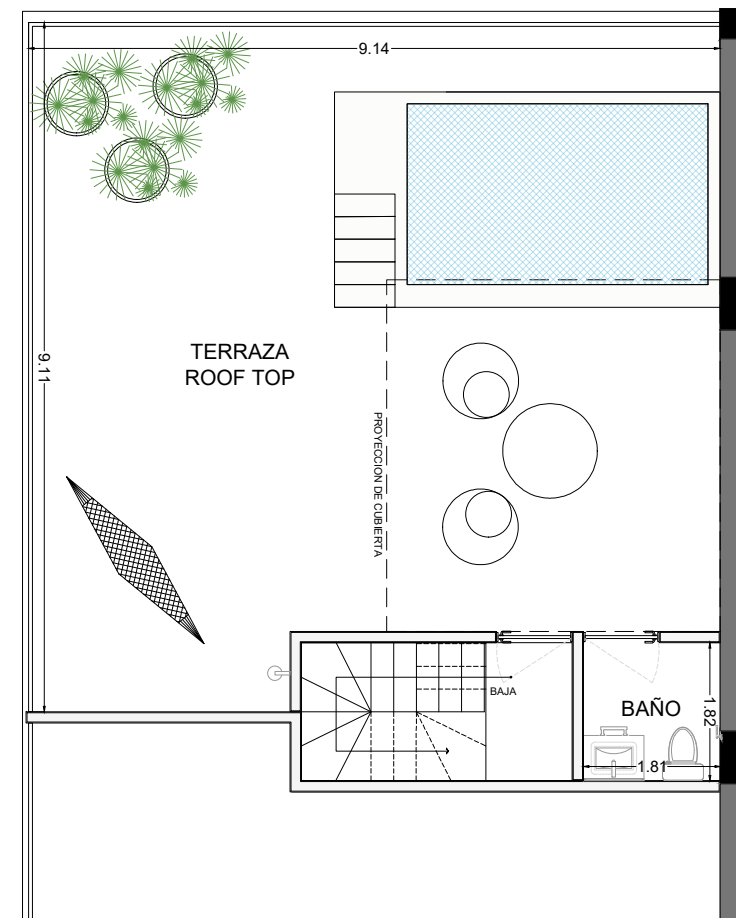 9.14
TERRAZA
ROOF TOP
9.11
PROYECCION DE CUBIERTA
BAJA
BAÑO
1.82
1.81